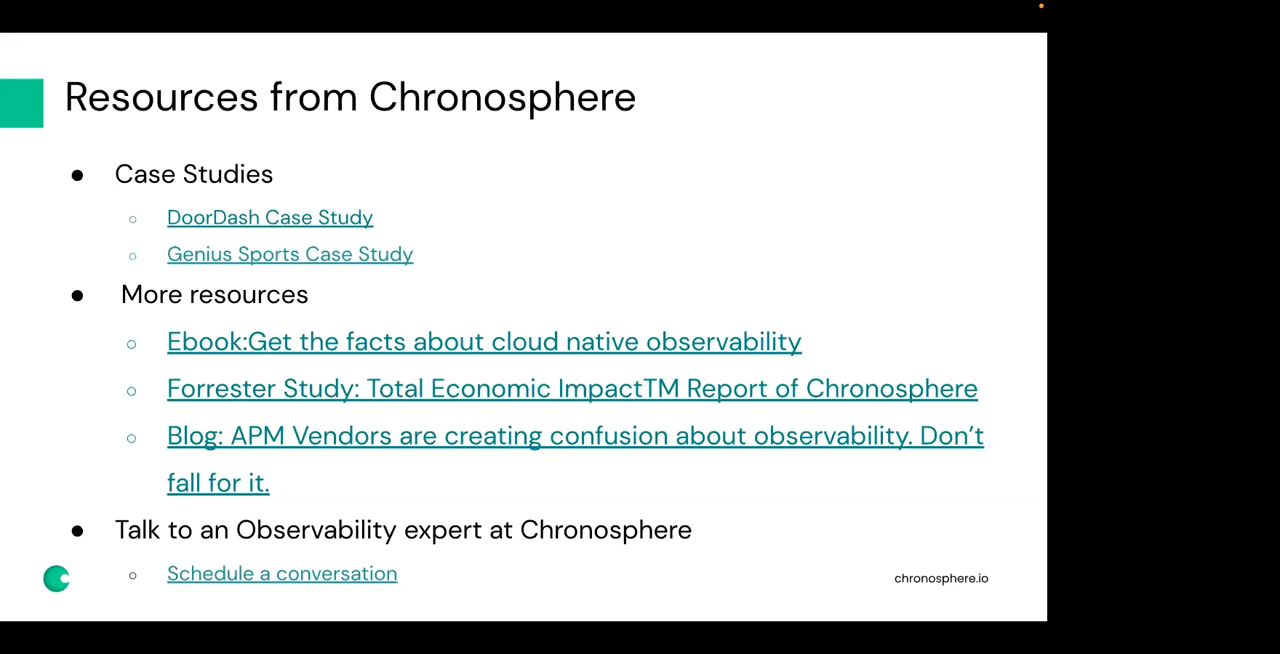 Resources from Chronosphere
● Case Studies
○ DoorDash Case Study
○ Genius Sports Case Study
● More resources
○ Ebook:Get the facts about cloud native observability
○ Forrester Study: Total Economic ImpactTM Report of Chronosphere
○ Blog: APM Vendors are creating confusion about observability. Don’t
fall for it.
● Talk to an Observability expert at Chronosphere
○ Schedule a conversation
chronosphere.io